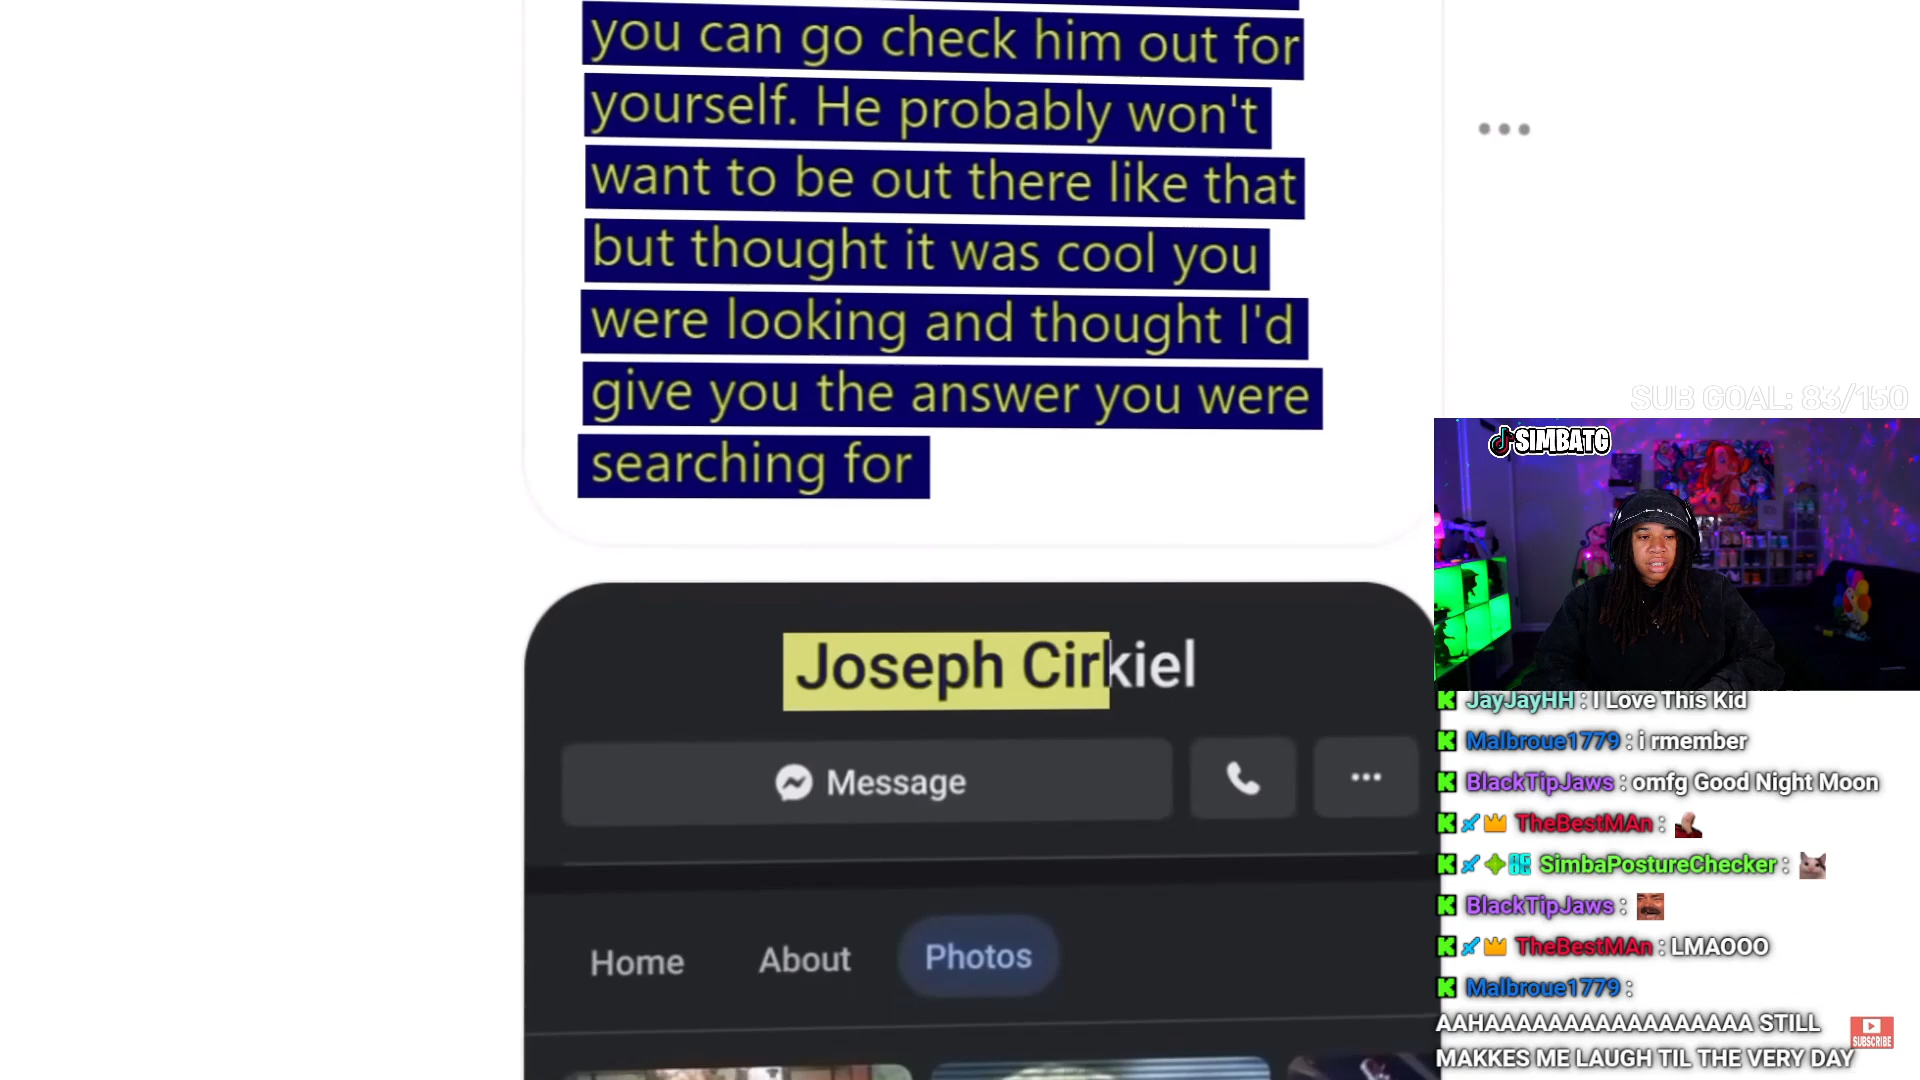 you can go check him out for
yourself. He probably won't
want to be out there like that
but thought it was cool you
were looking and thought I'd
give you the answer you were
searching for
Joseph Cirkiel
Message
Home About Photos
SUB GOAL: 83/150
SIMBATG
JayJayHH : I Love This Kid
Malbroue1779 : i rmember
BlackTipJaws : omfg Good Night Moon
TheBestMAn :
SimbaPostureChecker :
BlackTipJaws :
TheBestMAn : LMAOOO
Malbroue1779 :
AAHAAAAAAAAAAAAAAAAA STILL
MAKKES ME LAUGH TIL THE VERY DAY
SUBSCRIBE